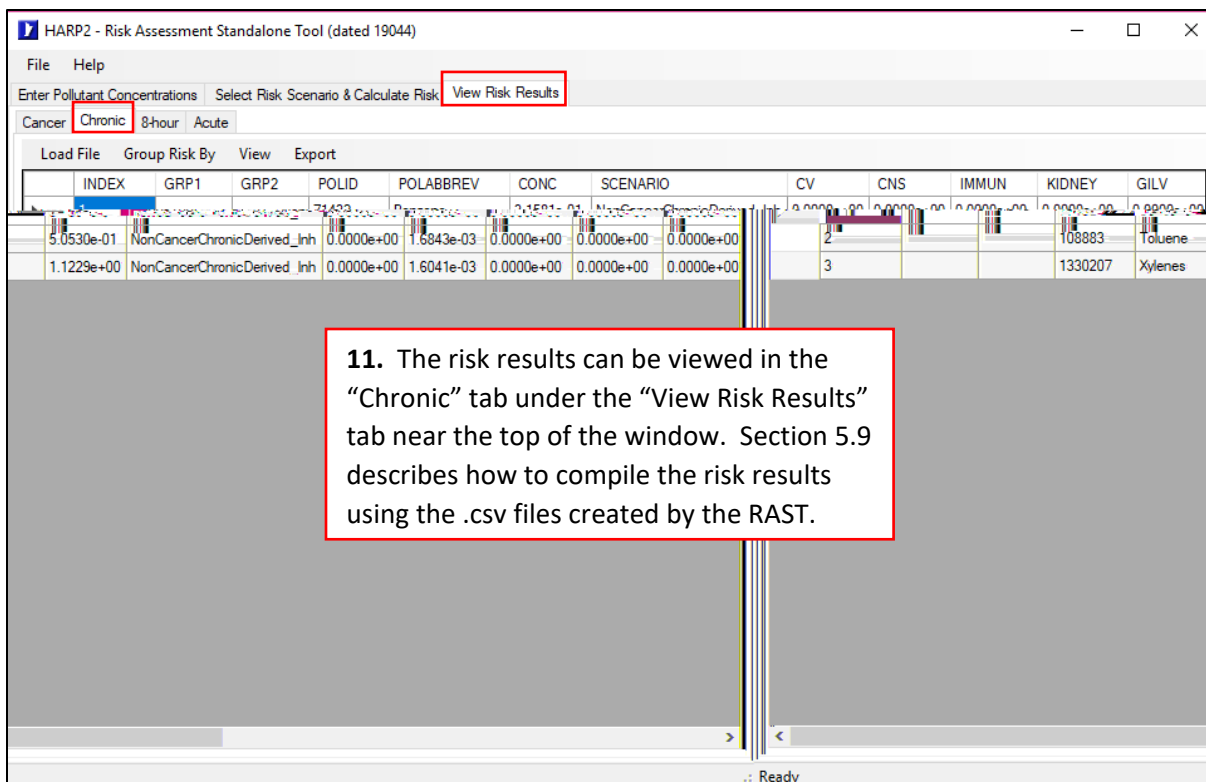 HARP2 - Risk Assessment Standalone Tool (dated 19044)
File Help
Enter Pollutant Concentrations Select Risk Scenario & Calculate Risk View Risk Results
Cancer Chronic 8-hour Acute
Load File Group Risk By View Export
INDEX GRP1 GRP2 POLID POLABBREV CONC SCENARIO CV CNS IMMUN KIDNEY GILV
5.0530e-01 NonCancerChronicDerived_Inh 0.0000e+00 1.6843e-03 0.0000e+00 0.0000e+00 0.0000e+00 2 108883 Toluene
1.1229e+00 NonCancerChronicDerived_Inh 0.0000e+00 1.6041e-03 0.0000e+00 0.0000e+00 0.0000e+00 3 1330207 Xylenes
11. The risk results can be viewed in the
“Chronic” tab under the “View Risk Results”
tab near the top of the window. Section 5.9
describes how to compile the risk results
using the .csv files created by the RAST.
Ready